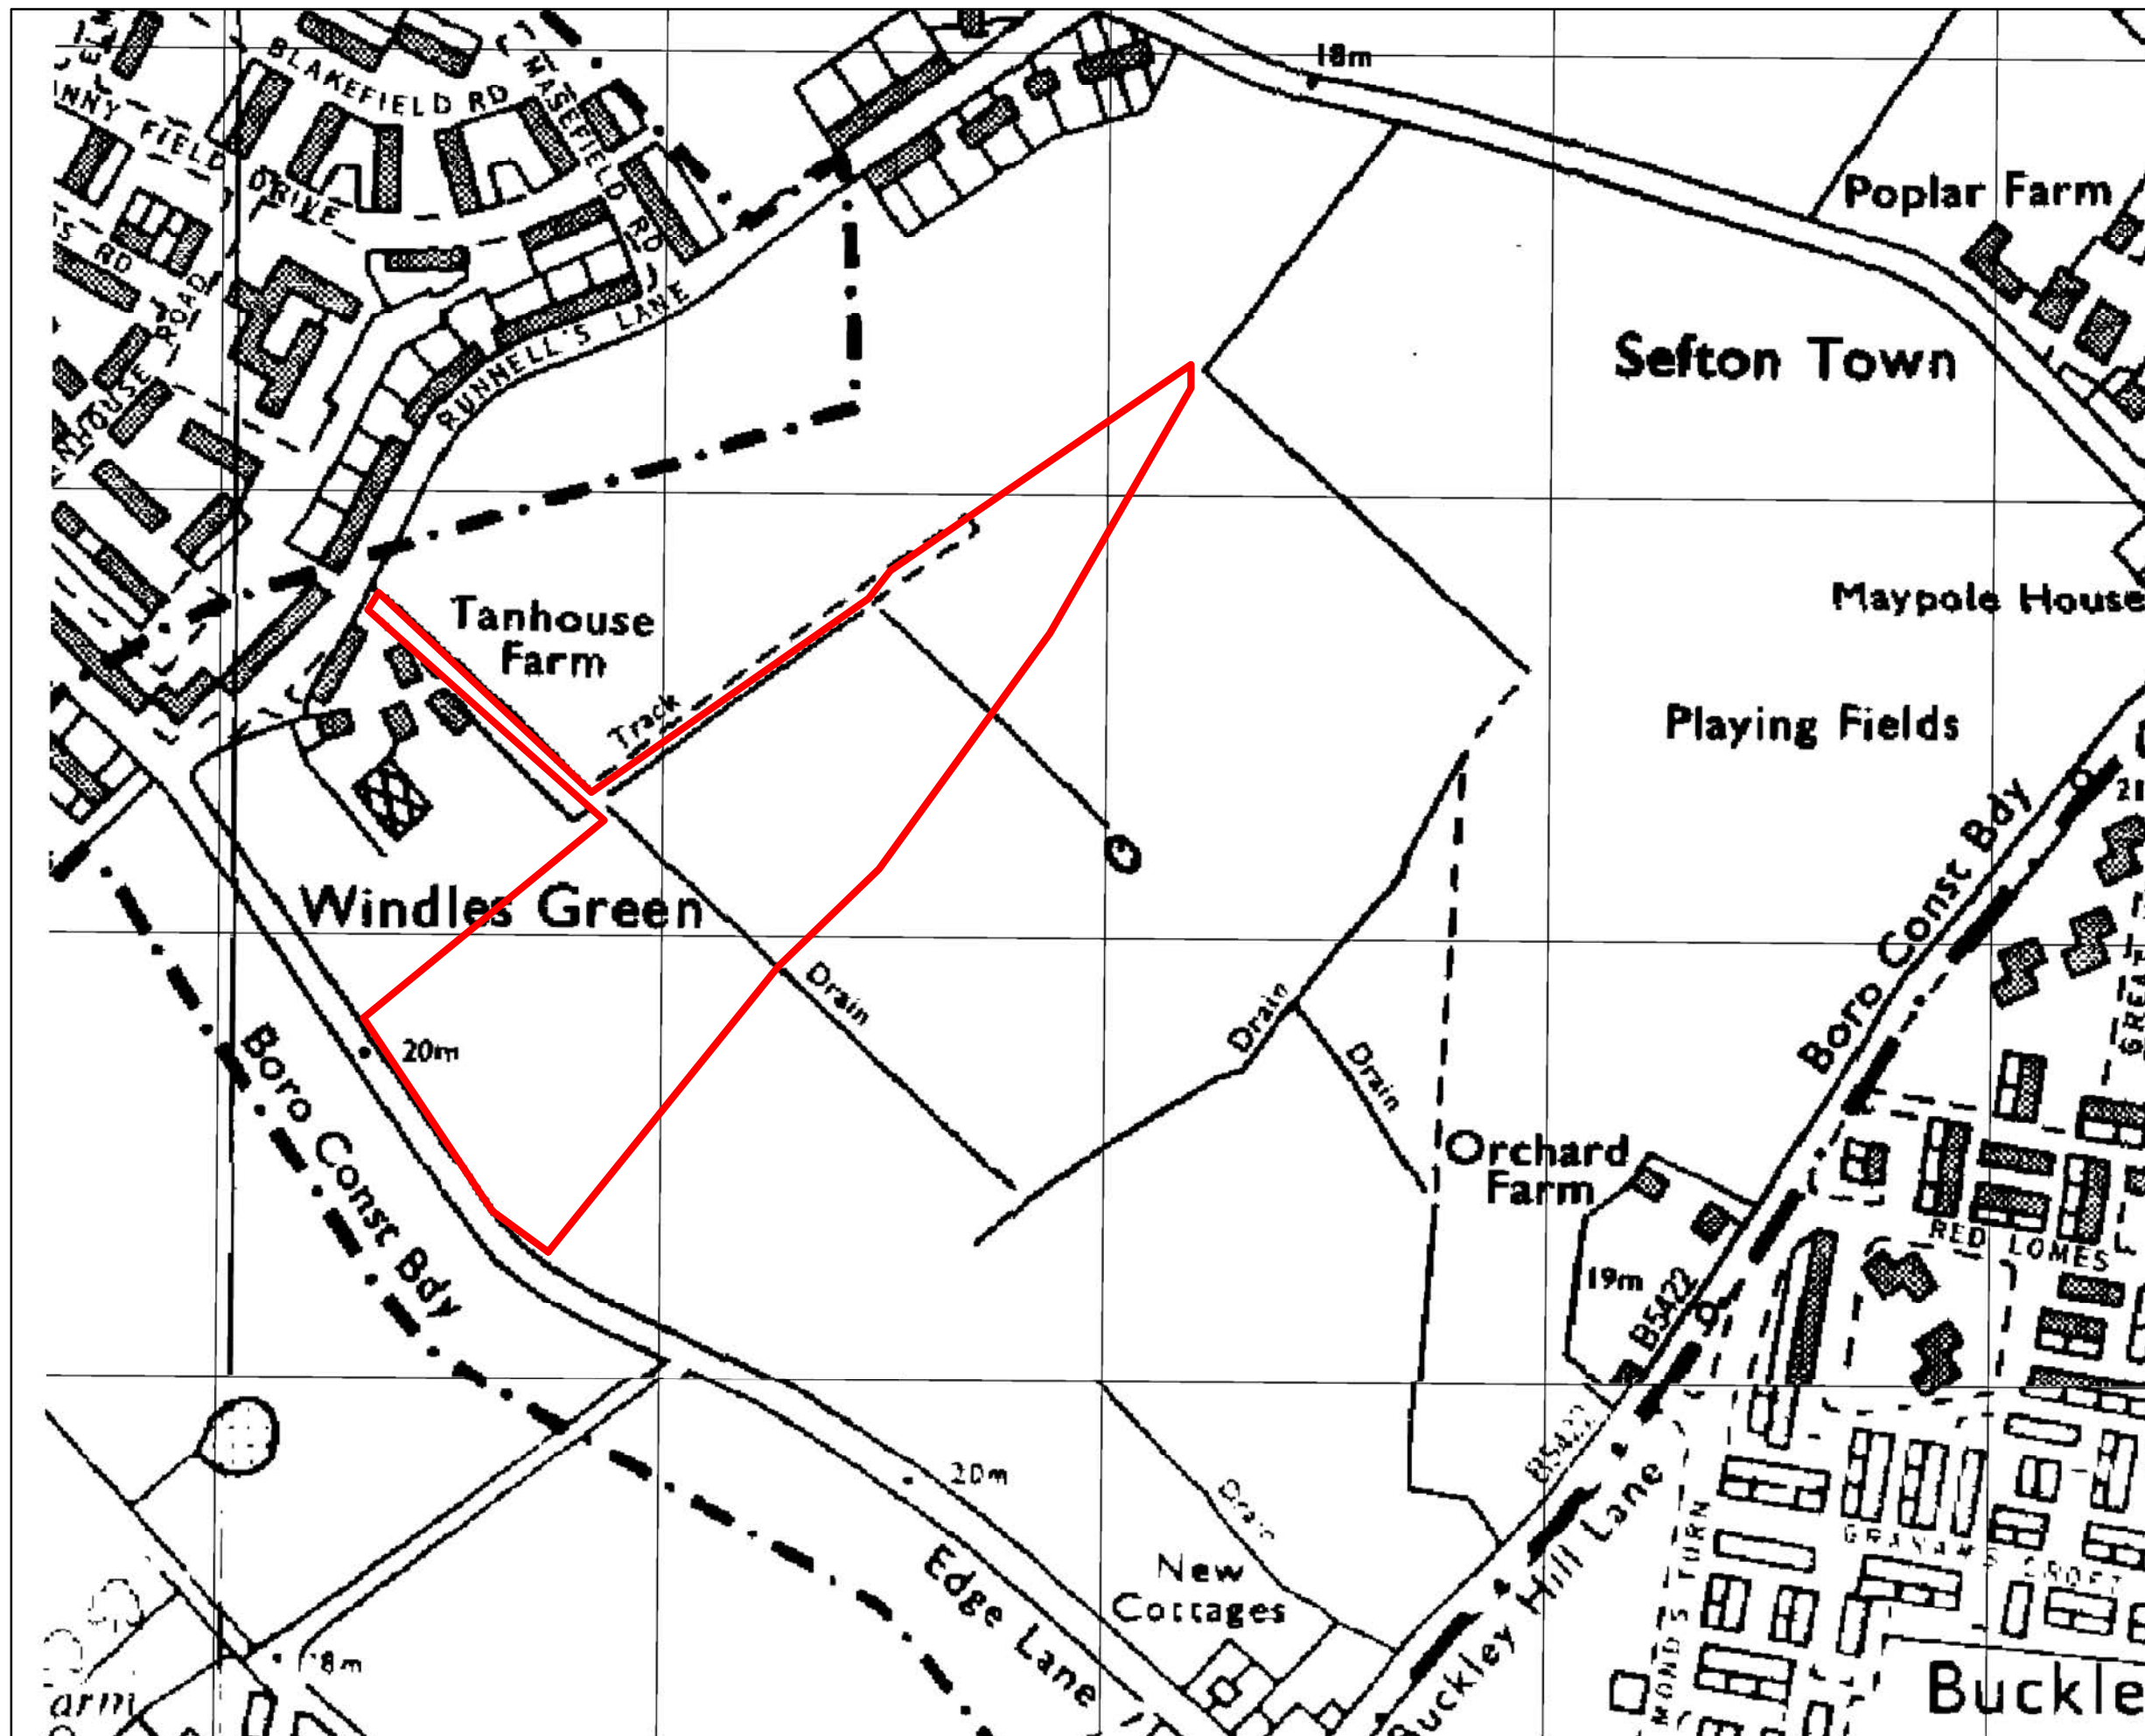 BLAKEFIELD RD
MASEFIELD RD
18m
FIELD
DRIVE
Poplar Farm
RD
ROAD
RUNNELL'S LANE
Sefton Town
Tanhouse
Farm
Maypole House
Track
Playing Fields
Windles Green
Boro Const Bdy
Drain
20m
Boro Const Bdy
Drain
Drain
Orchard
Farm
RED LOMES
19m
B5422
B5422
20m
Drain
New
Cottages
Edge Lane
Buckley Hill Lane
Buckle